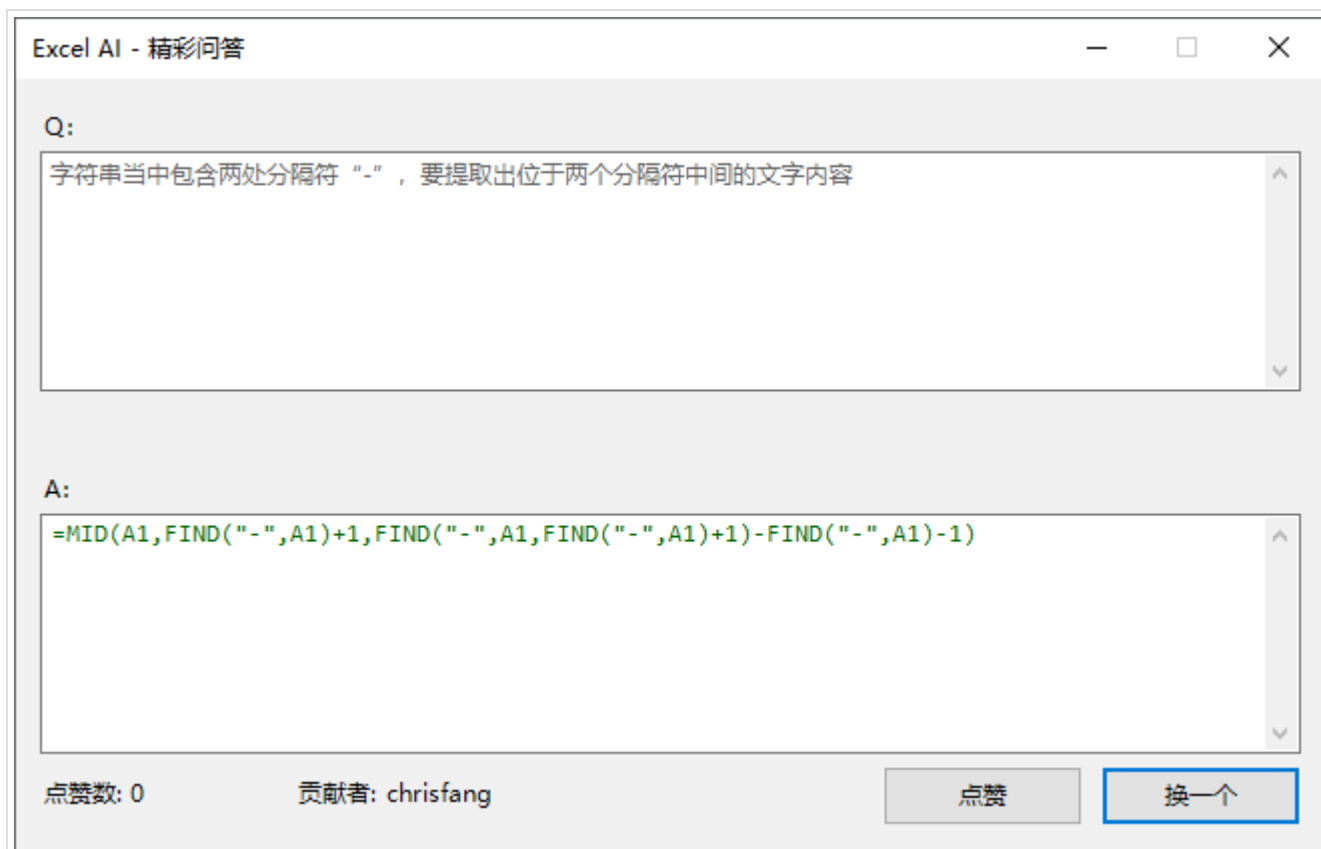 Excel AI - 精彩问答
Q:
字符串当中包含两处分隔符“-”，要提取出位于两个分隔符中间的文字内容
A:
=MID(A1,FIND("-",A1)+1,FIND("-",A1,FIND("-",A1)+1)-FIND("-",A1)-1)
点赞数: 0 贡献者: chrisfang 点赞 换一个